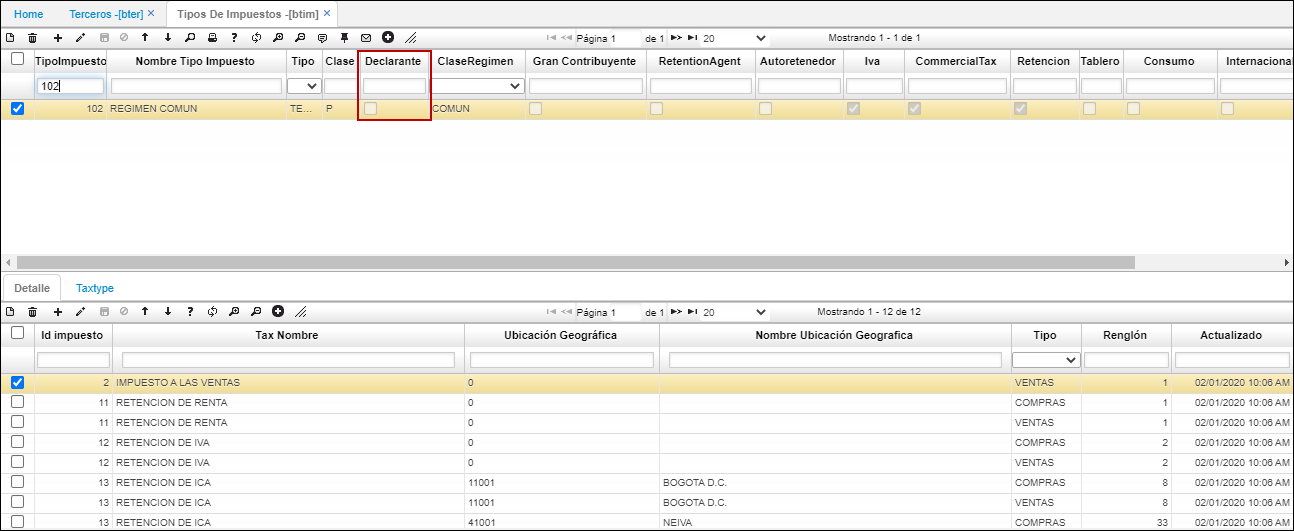 Home Terceros -[bter] × Tipos De Impuestos -[btim] ×
Página 1 de 1 20 Mostrando 1 - 1 de 1
TipoImpuesto Nombre Tipo Impuesto Tipo Clase Declarante ClaseRegimen Gran Contribuyente RetentionAgent Autoretenedor Iva CommercialTax Retencion Tablero Consumo Internacional
102
102 REGIMEN COMUN TE... P COMUN
Detalle Taxtype
Página 1 de 1 20 Mostrando 1 - 12 de 12
Id impuesto Tax Nombre Ubicación Geográfica Nombre Ubicación Geografica Tipo Renglón Actualizado
2 IMPUESTO A LAS VENTAS 0 VENTAS 1 02/01/2020 10:06 AM
11 RETENCION DE RENTA 0 COMPRAS 1 02/01/2020 10:06 AM
11 RETENCION DE RENTA 0 VENTAS 1 02/01/2020 10:06 AM
12 RETENCION DE IVA 0 COMPRAS 2 02/01/2020 10:06 AM
12 RETENCION DE IVA 0 VENTAS 2 02/01/2020 10:06 AM
13 RETENCION DE ICA 11001 BOGOTA D.C. COMPRAS 8 02/01/2020 10:06 AM
13 RETENCION DE ICA 11001 BOGOTA D.C. VENTAS 8 02/01/2020 10:06 AM
13 RETENCION DE ICA 41001 NEIVA COMPRAS 33 02/01/2020 10:06 AM